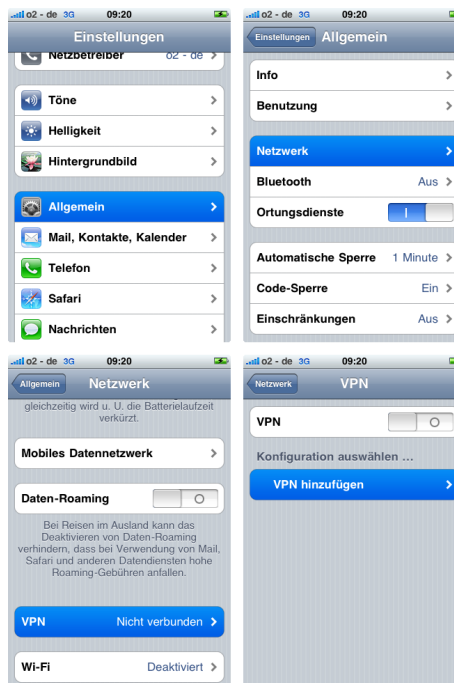 o2 - de 3G 09:20
Einstellungen
Netzbetreiber o2 - de
Töne
Helligkeit
Hintergrundbild
Allgemein
Mail, Kontakte, Kalender
Telefon
Safari
Nachrichten
o2 - de 3G 09:20
Einstellungen Allgemein
Info
Benutzung
Netzwerk
Bluetooth Aus
Ortungsdienste
Automatische Sperre 1 Minute
Code-Sperre Ein
Einschränkungen Aus
o2 - de 3G 09:20
Allgemein Netzwerk
gleichzeitig wird u. U. die Batterielaufzeit
verkürzt.
Mobiles Datennetzwerk
Daten-Roaming
Bei Reisen im Ausland kann das
Deaktivieren von Daten-Roaming
verhindern, dass bei Verwendung von Mail,
Safari und anderen Datendiensten hohe
Roaming-Gebühren anfallen.
VPN Nicht verbunden
Wi-Fi Deaktiviert
o2 - de 3G 09:20
Netzwerk VPN
VPN
Konfiguration auswählen ...
VPN hinzufügen